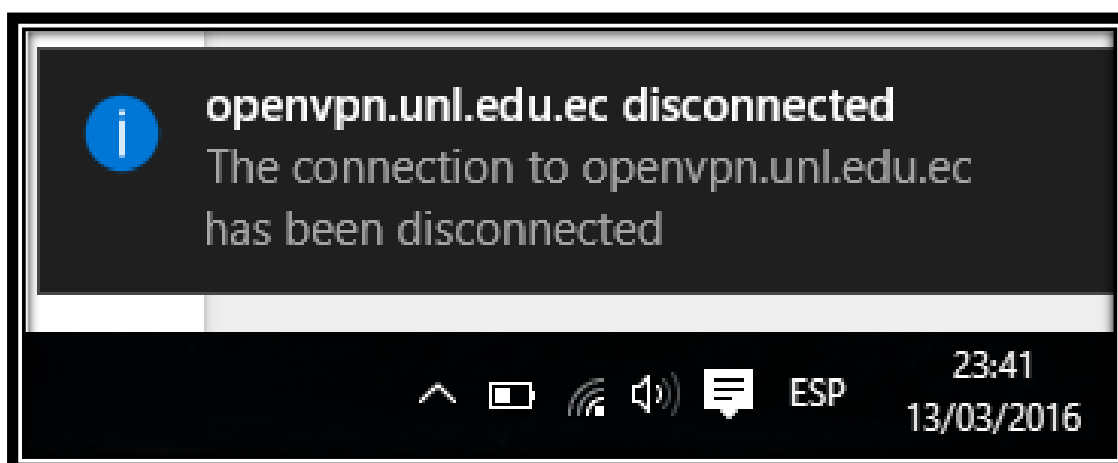 openvpn.unl.edu.ec disconnected
The connection to openvpn.unl.edu.ec
has been disconnected
ESP
23:41
13/03/2016